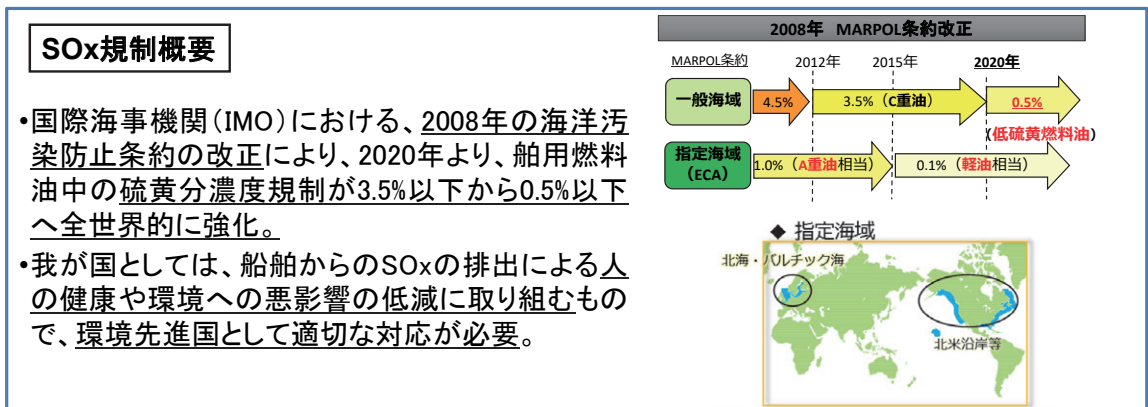 SOx規制概要
•国際海事機関(IMO)における、2008年の海洋汚
染防止条約の改正により、2020年より、舶用燃料
油中の硫黄分濃度規制が3.5%以下から0.5%以下
へ全世界的に強化。
•我が国としては、船舶からのSOxの排出による人
の健康や環境への悪影響の低減に取り組むもの
で、環境先進国として適切な対応が必要。
2008年 MARPOL条約改正
MARPOL条約 2012年 2015年 2020年
一般海域 4.5% 3.5%(C重油) 0.5%
(低硫黄燃料油)
指定海域
(ECA)
1.0%(A重油相当) 0.1%(軽油相当)
◆ 指定海域
北海・バルチック海
北米沿岸等